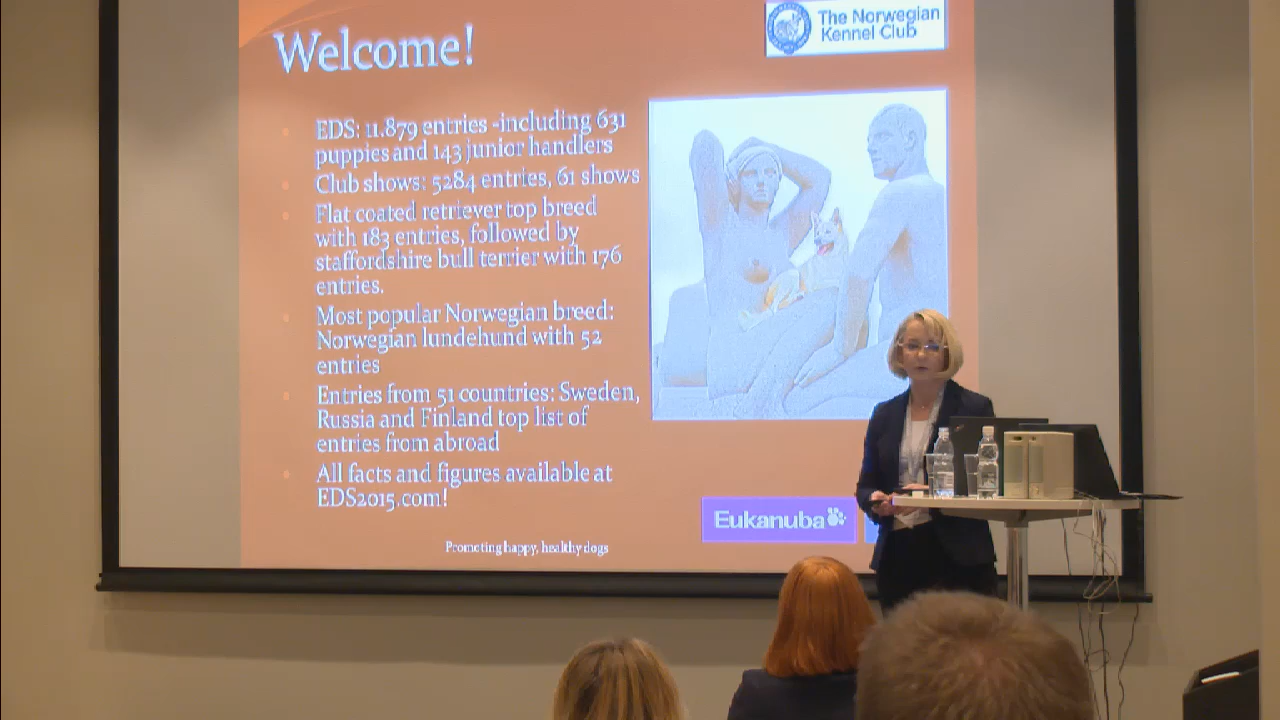 Welcome!
The Norwegian
Kennel Club
EDS: 11.879 entries -including 631
puppies and 143 junior handlers
Club shows: 5284 entries, 61 shows
Flat coated retriever top breed
with 183 entries, followed by
staffordshire bull terrier with 176
entries.
Most popular Norwegian breed:
Norwegian lundehund with 52
entries
Entries from 51 countries: Sweden,
Russia and Finland top list of
entries from abroad
All facts and figures available at
EDS2015.com!
Eukanuba
Promoting happy, healthy dogs